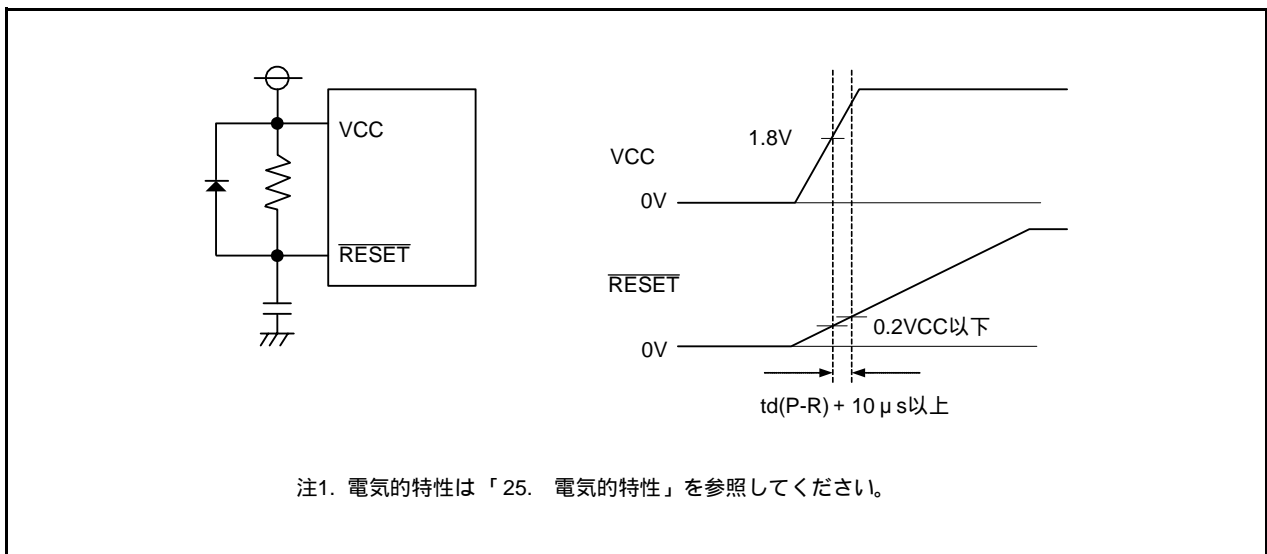 VCC
RESET
VCC
1.8V
0V
RESET
0V
0.2VCC以下
td(P-R) + 10 μs以上
注1. 電気的特性は「25. 電気的特性」を参照してください。